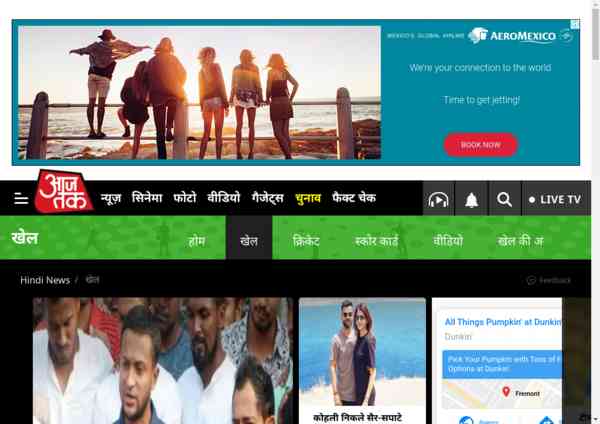 MEXICO'S GLOBAL AIRLINE AEROMEXICO
We're your connection to the world
Time to get jetting!
BOOK NOW
आज तक
न्यूज़ सिनेमा फोटो वीडियो गैजेट्स चुनाव फैक्ट चेक
LIVE TV
खेल
होम खेल क्रिकेट स्कोर कार्ड वीडियो खेल की अ
Hindi News / खेल
Feedback
All Things Pumpkin' at Dunkin'
Dunkin'
Pick Your Pumpkin with Tons of F
Options at Dunkin'
Fremont
कोहली निकले सैर-सपाटे